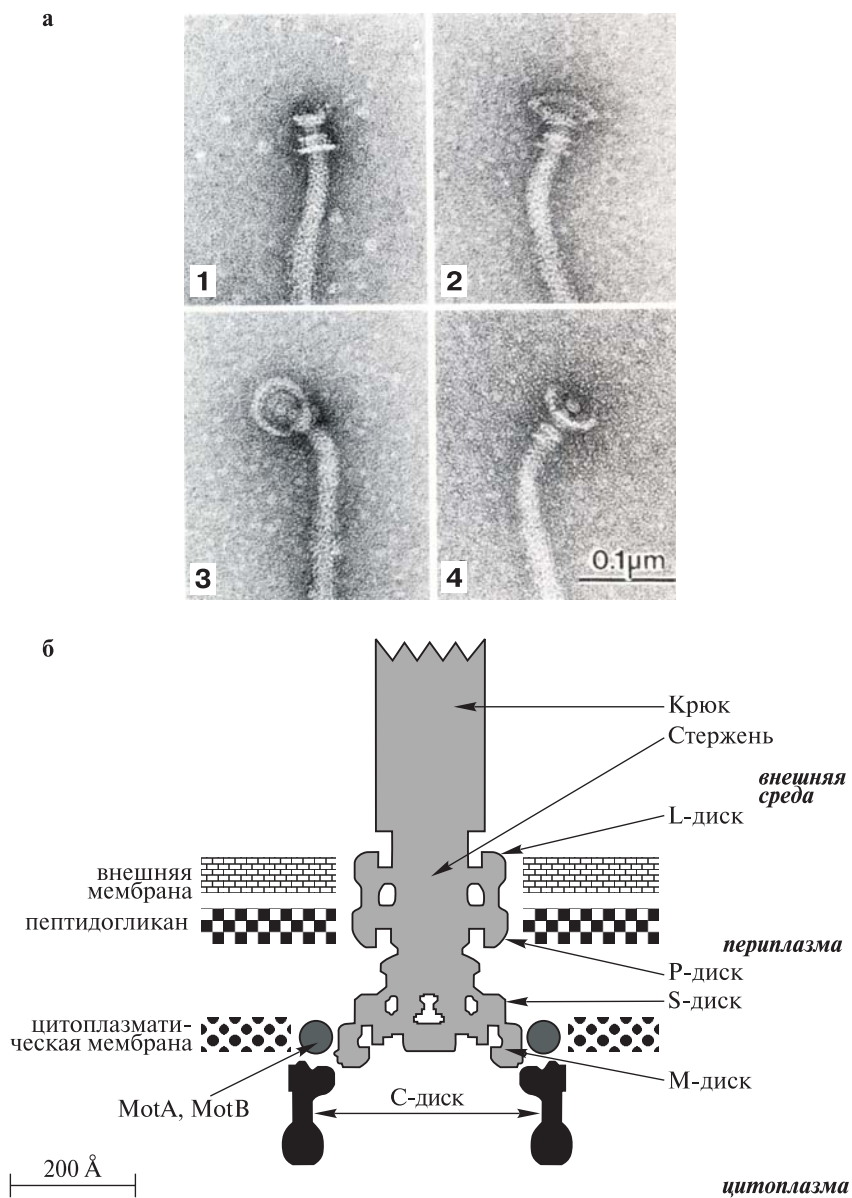 а
1
2
3
4
0.1µm
б
Крюк
Стержень
внешняя
среда
L-диск
внешняя
мембрана
пептидогликан
периплазма
P-диск
S-диск
цитоплазмати-
ческая мембрана
M-диск
MotA, MotB
C-диск
200 Å
цитоплазма